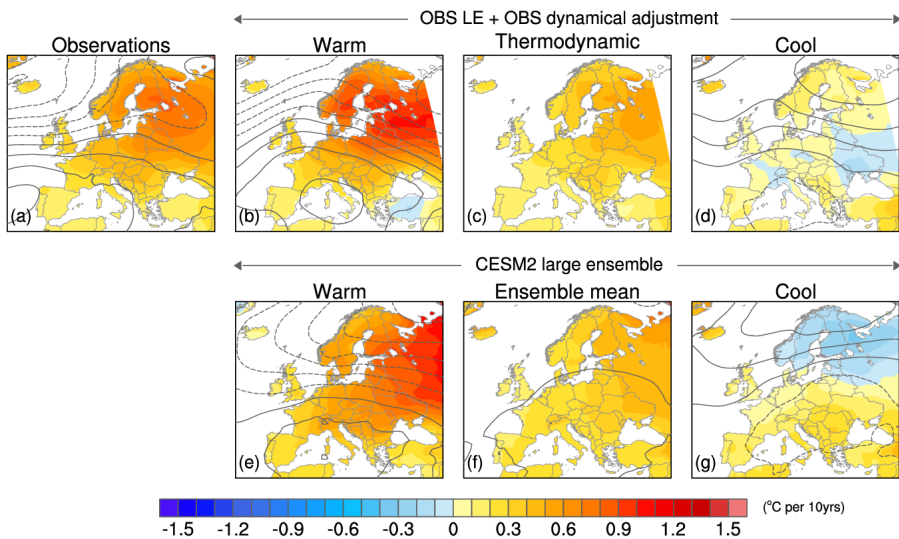 OBS LE + OBS dynamical adjustment
Observations
Warm
Thermodynamic
Cool
(a)
(b)
(c)
(d)
CESM2 large ensemble
Warm
Ensemble mean
Cool
(e)
(f)
(g)
-1.5 -1.2 -0.9 -0.6 -0.3 0 0.3 0.6 0.9 1.2 1.5 (°C per 10yrs)